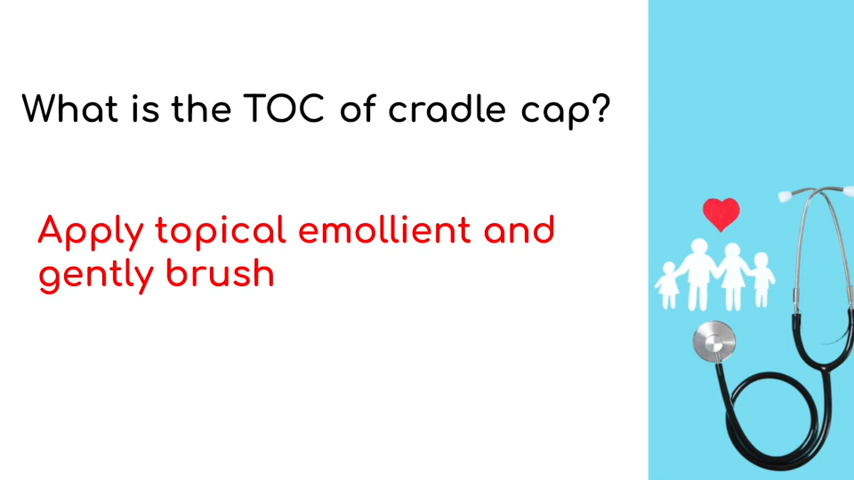 What is the TOC of cradle cap?
Apply topical emollient and
gently brush